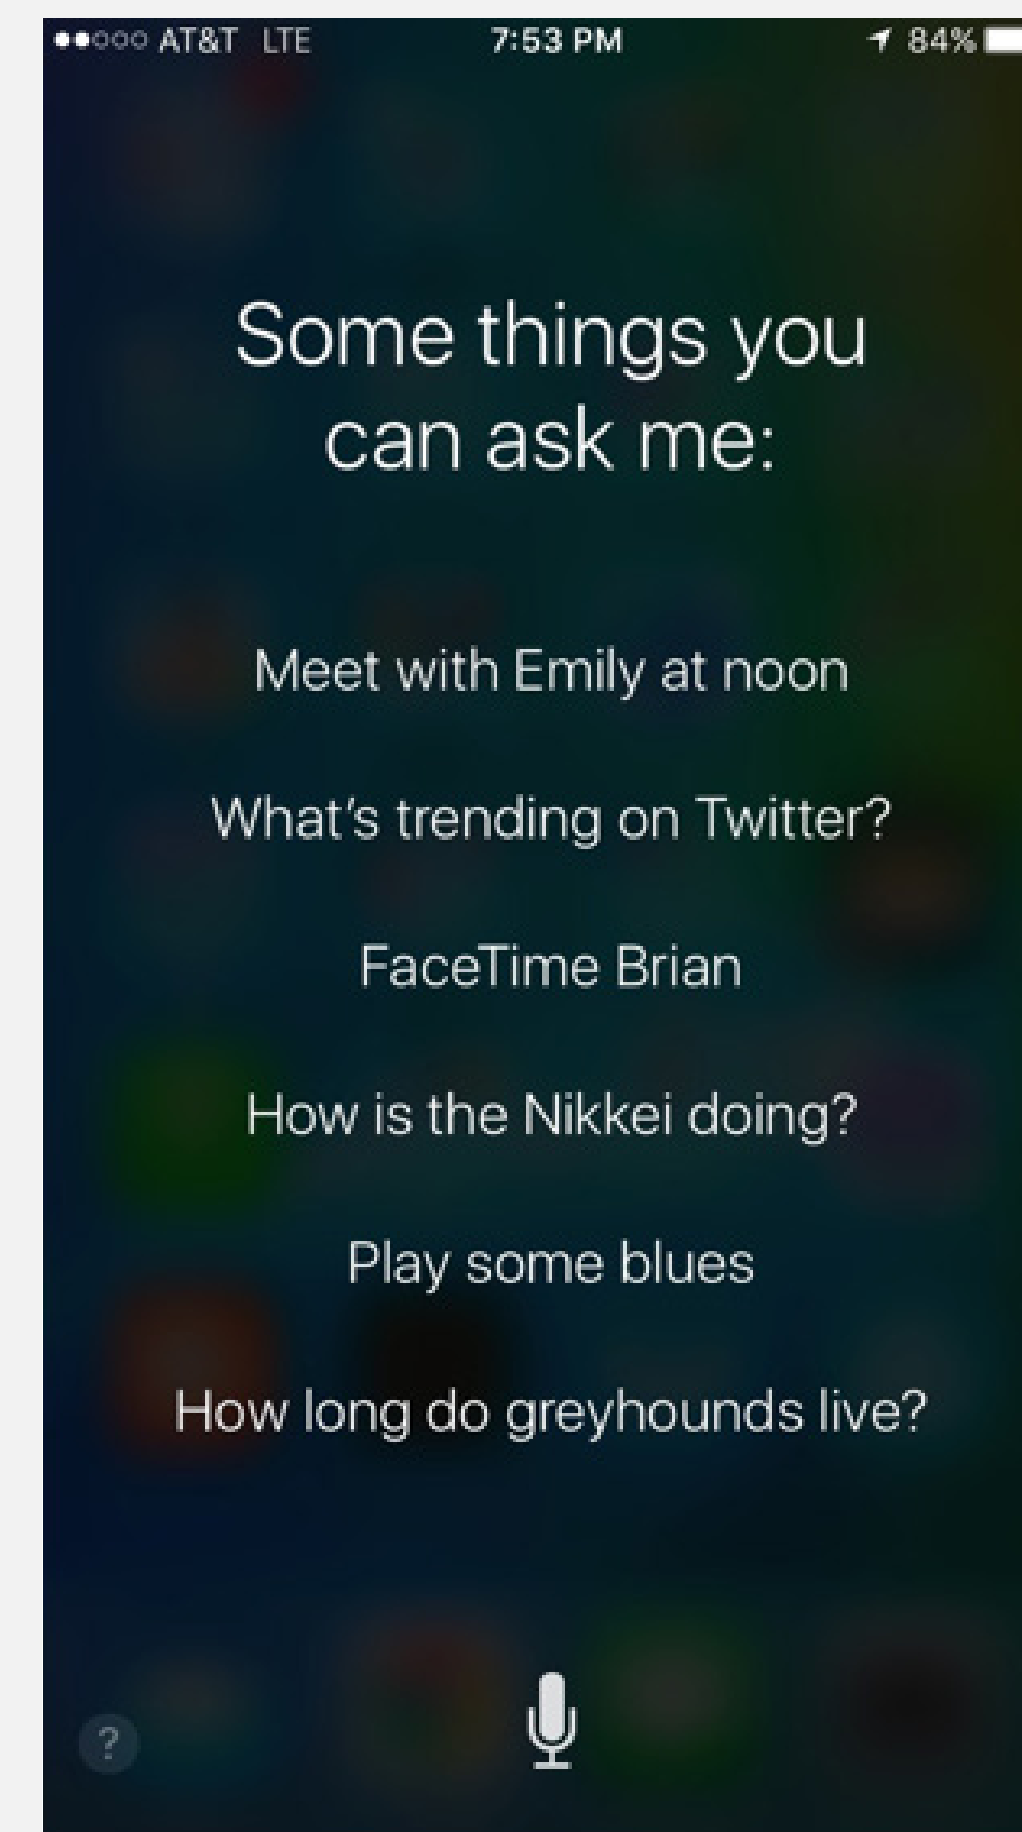 AT&T LTE 7:53 PM 84%
Some things you
can ask me:
Meet with Emily at noon
What's trending on Twitter?
FaceTime Brian
How is the Nikkei doing?
Play some blues
How long do greyhounds live?
?